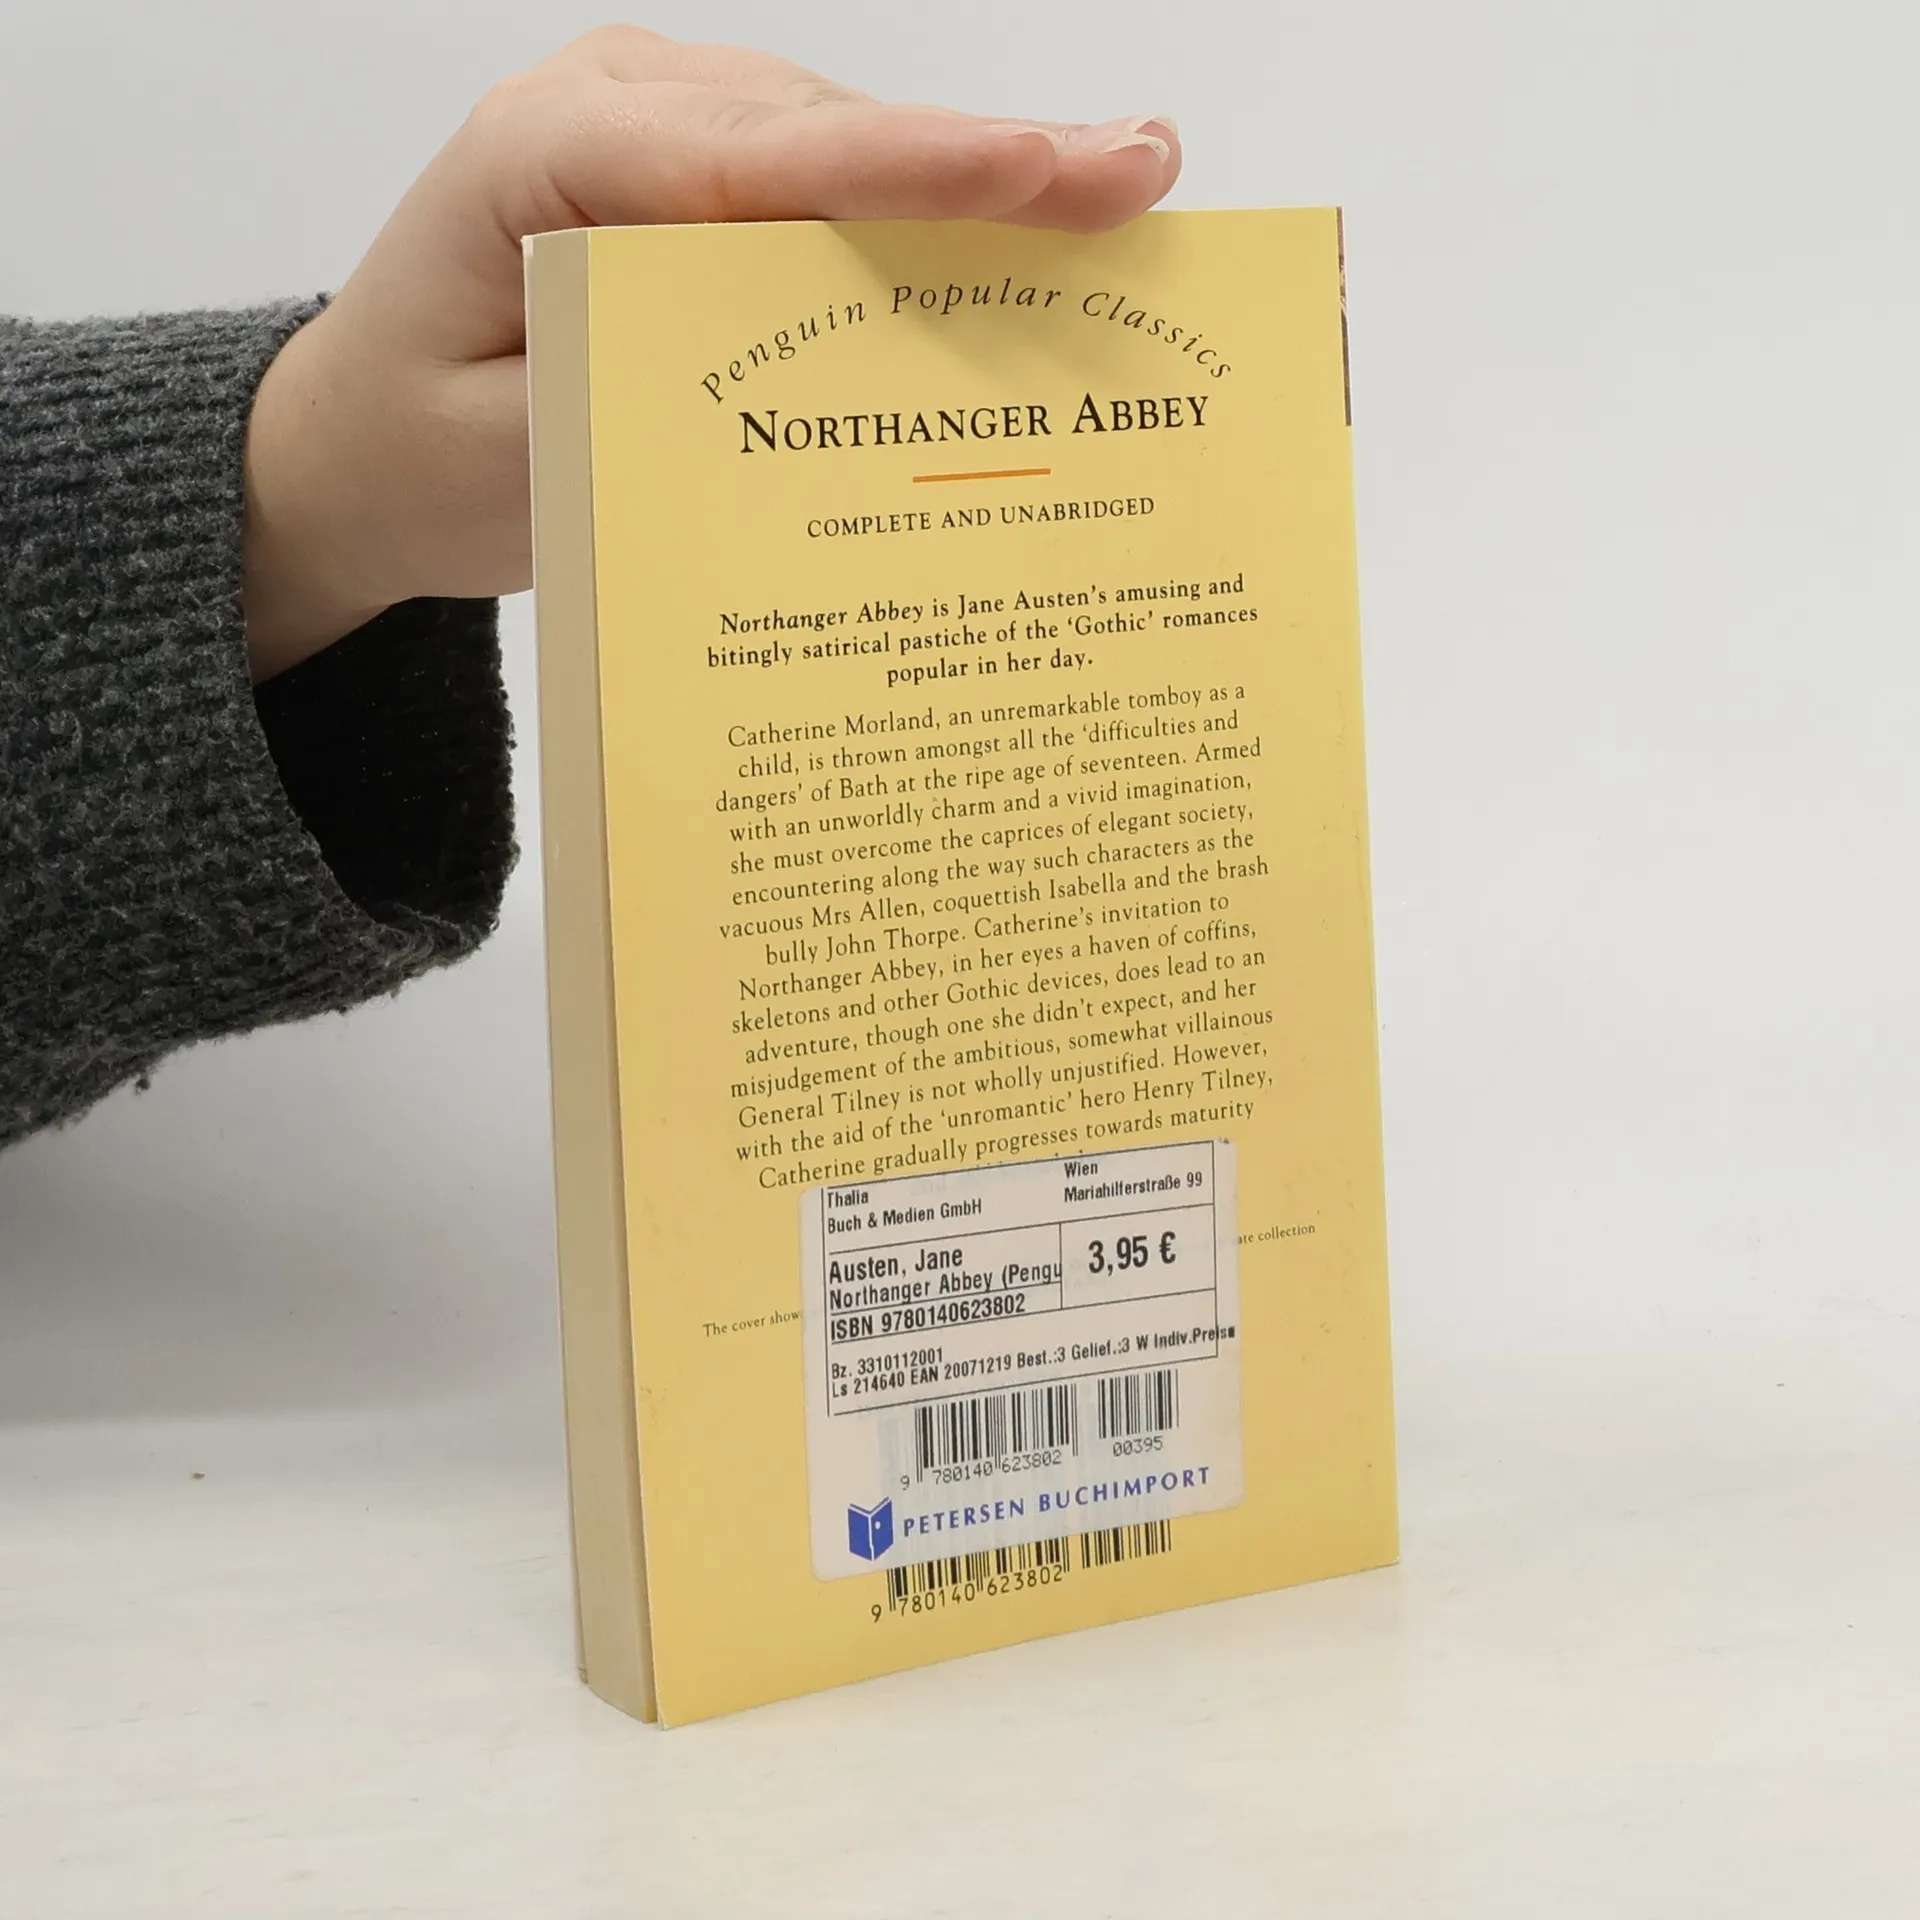 Penguin Popular Classics
NORTHANGER ABBEY
COMPLETE AND UNABRIDGED
Northanger Abbey is Jane Austen's amusing and
bitingly satirical pastiche of the 'Gothic' romances
popular in her day.
Catherine Morland, an unremarkable tomboy as a
child, is thrown amongst all the 'difficulties and
dangers' of Bath at the ripe age of seventeen. Armed
with an unworldly charm and a vivid imagination,
she must overcome the caprices of elegant society,
encountering along the way such characters as the
vacuous Mrs Allen, coquettish Isabella and the brash
bully John Thorpe. Catherine's invitation to
Northanger Abbey, in her eyes a haven of coffins,
skeletons and other Gothic devices, does lead to an
adventure, though one she didn't expect, and her
misjudgement of the ambitious, somewhat villainous
General Tilney is not wholly unjustified. However,
with the aid of the 'unromantic' hero Henry Tilney,
Catherine gradually progresses towards maturity
Thalia
Buch & Medien GmbH
Wien
Mariahilferstraße 99
Austen, Jane
Northanger Abbey (Pengu
ISBN 9780140623802
3,95 €
Bz. 3310112001
Ls 214640 EAN 20071219 Best.:3 Gelief.:3 W Indiv.Preise
9 780140 623802
00395
PETERSEN BUCHIMPORT
The cover show
collection
9 780140 623802